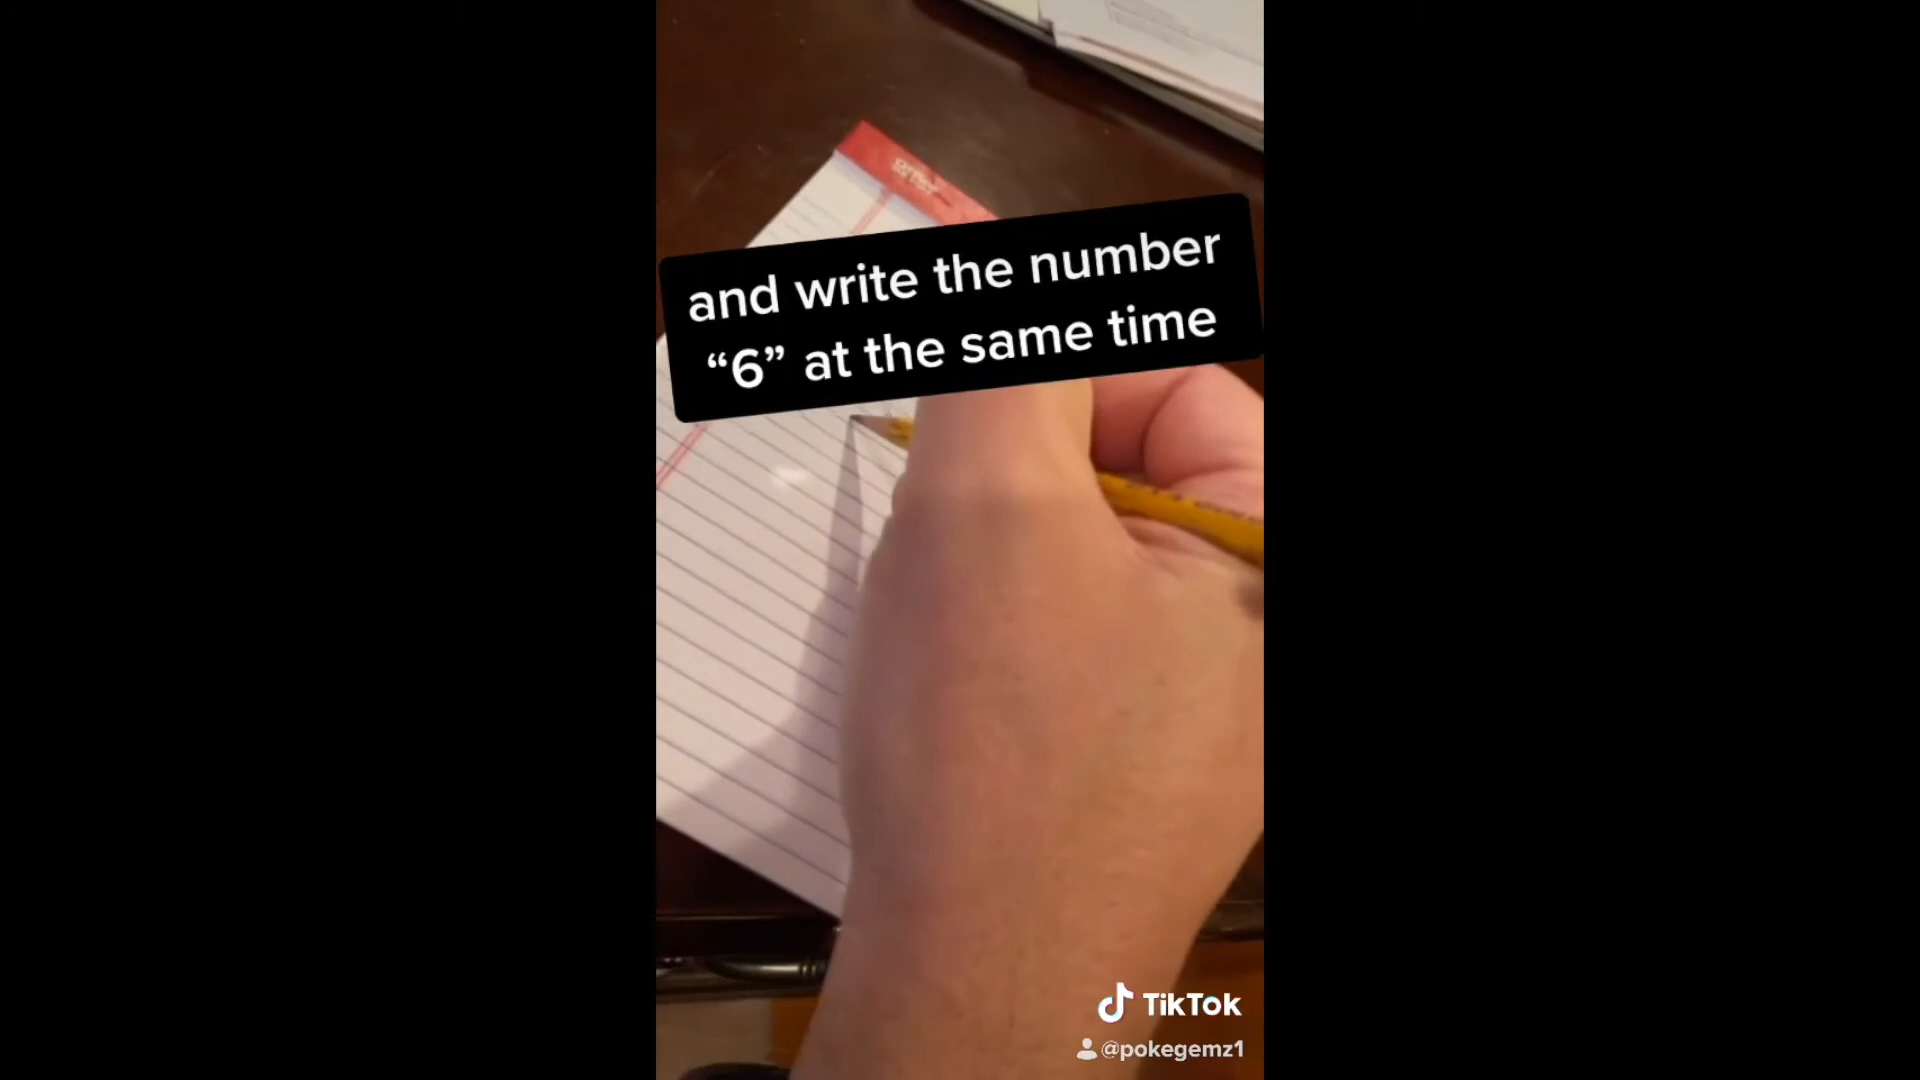 and write the number
“6” at the same time
TikTok
@pokegemz1